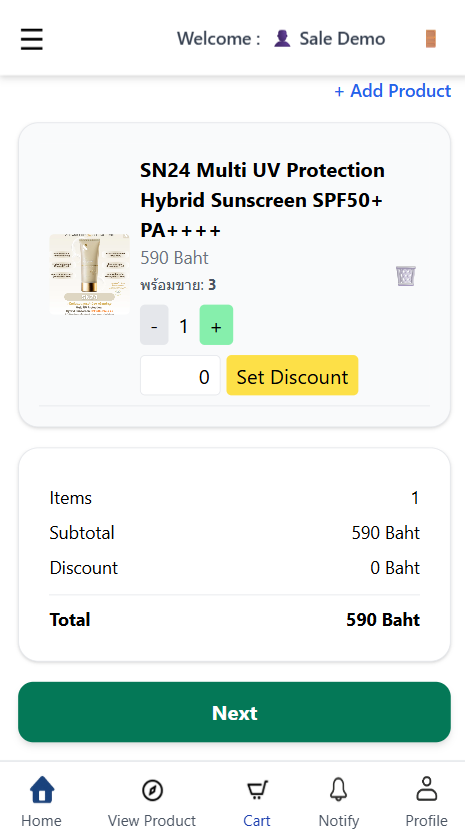 Welcome : Sale Demo
+ Add Product
SN24 Multi UV Protection
Hybrid Sunscreen SPF50+
PA++++
590 Baht
พร้อมขาย: 3
- 1 +
0 Set Discount
Items 1
Subtotal 590 Baht
Discount 0 Baht
Total 590 Baht
Next
Home View Product Cart Notify Profile